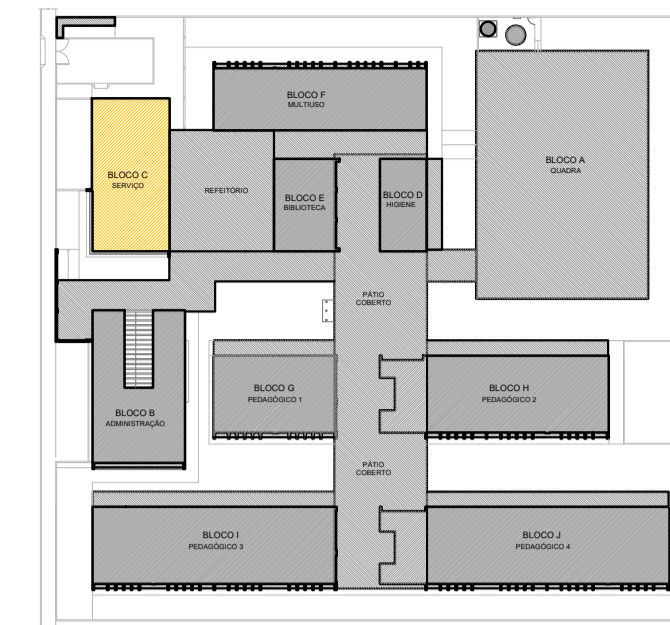 BLOCO F
MULTIUSO
BLOCO A
QUADRA
BLOCO C
SERVIÇO
REFEITÓRIO
BLOCO E
BIBLIOTECA
BLOCO D
HIGIENE
PÁTIO
COBERTO
BLOCO G
PEDAGÓGICO 1
BLOCO H
PEDAGÓGICO 2
BLOCO B
ADMINISTRAÇÃO
PÁTIO
COBERTO
BLOCO I
PEDAGÓGICO 3
BLOCO J
PEDAGÓGICO 4